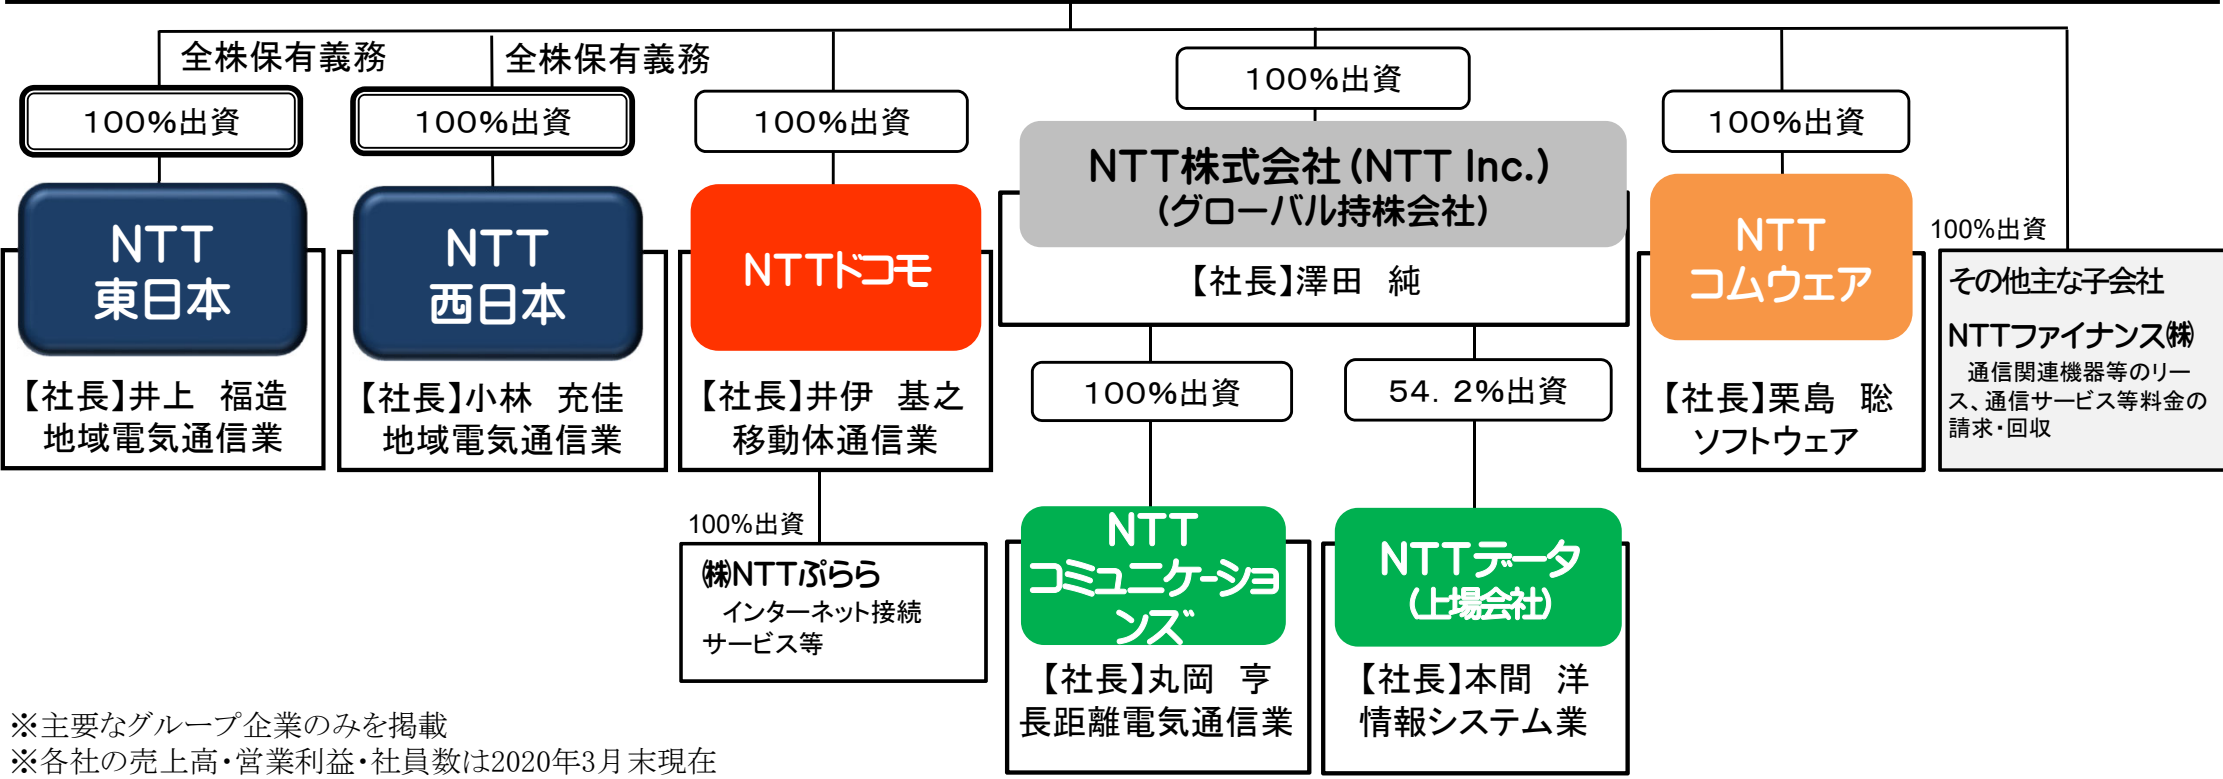 全株保有義務
全株保有義務
100%出資
100%出資
100%出資
100%出資
100%出資
NTT
東日本
【社長】井上　福造
地域電気通信業
NTT
西日本
【社長】小林　充佳
地域電気通信業
NTTドコモ
【社長】井伊　基之
移動体通信業
NTT株式会社(NTT Inc.)
(グローバル持株会社)
【社長】澤田　純
NTT
コムウェア
【社長】栗島　聡
ソフトウェア
100%出資
その他主な子会社
NTTファイナンス㈱
　通信関連機器等のリー
ス、通信サービス等料金の
請求・回収
100%出資
54．2%出資
100%出資
㈱NTTぷらら
　インターネット接続
サービス等
NTT
コミュニケーショ
ンズ
【社長】丸岡　亨
長距離電気通信業
NTTデータ
(上場会社)
【社長】本間　洋
情報システム業
※主要なグループ企業のみを掲載
※各社の売上高・営業利益・社員数は2020年3月末現在